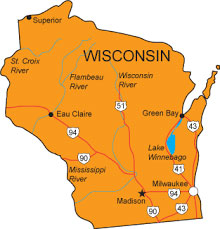 Superior
WISCONSIN
St. Croix
River
Flambeau
River
Wisconsin
River
51
Eau Claire
Green Bay
43
94
Lake
Winnebago
90
41
Mississippi
River
Milwaukee
Madison
94
90
43